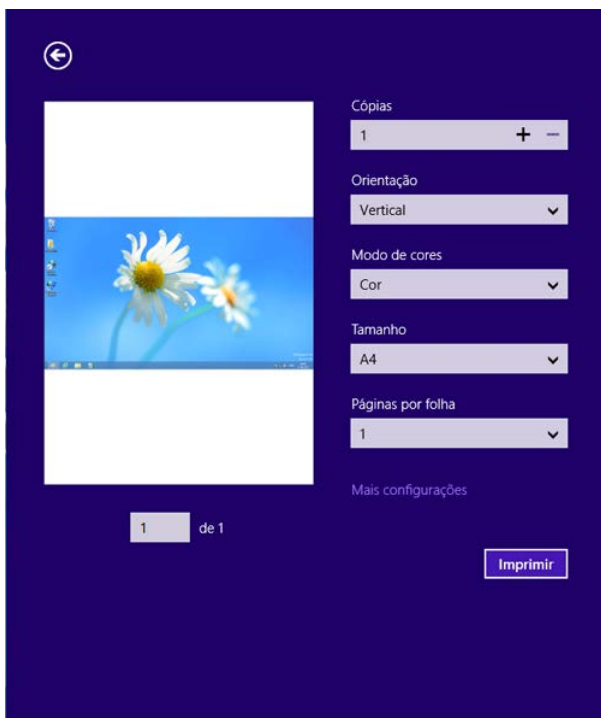 Cópias
1
Orientação
Vertical
Modo de cores
Cor
Tamanho
A4
Páginas por folha
1
Mais configurações
1 de 1
Imprimir